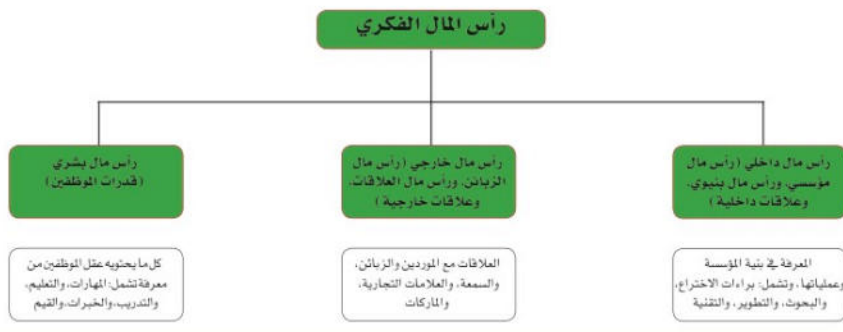 رأس المال الفكري
رأس مال داخلي (رأس مال
مؤسسي، ورأس مال بنيوي،
وعلاقات داخلية)
رأس مال خارجي (رأس مال
الزبائن، ورأس مال العلاقات،
وعلاقات خارجية)
رأس مال بشري
(قدرات الموظفين)
المعرفة في بنية المؤسسة
وعملياتها، وتشمل: براءات الاختراع،
والبحوث، والتطوير، والتقنية
العلاقات مع الموردين والزبائن،
والسمعة، والعلامات التجارية،
والماركات
كل ما يحتويه عقل الموظفين من
معرفة تشمل: المهارات، والتعليم،
والتدريب، والخبرات، والقيم